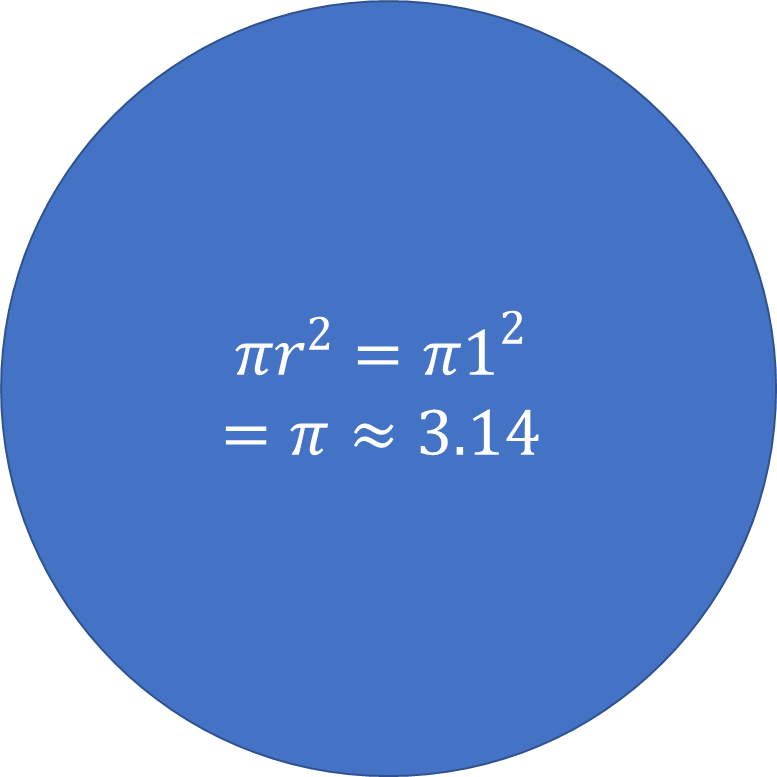 𝜋𝑟² = 𝜋1²
= 𝜋 ≈ 3.14